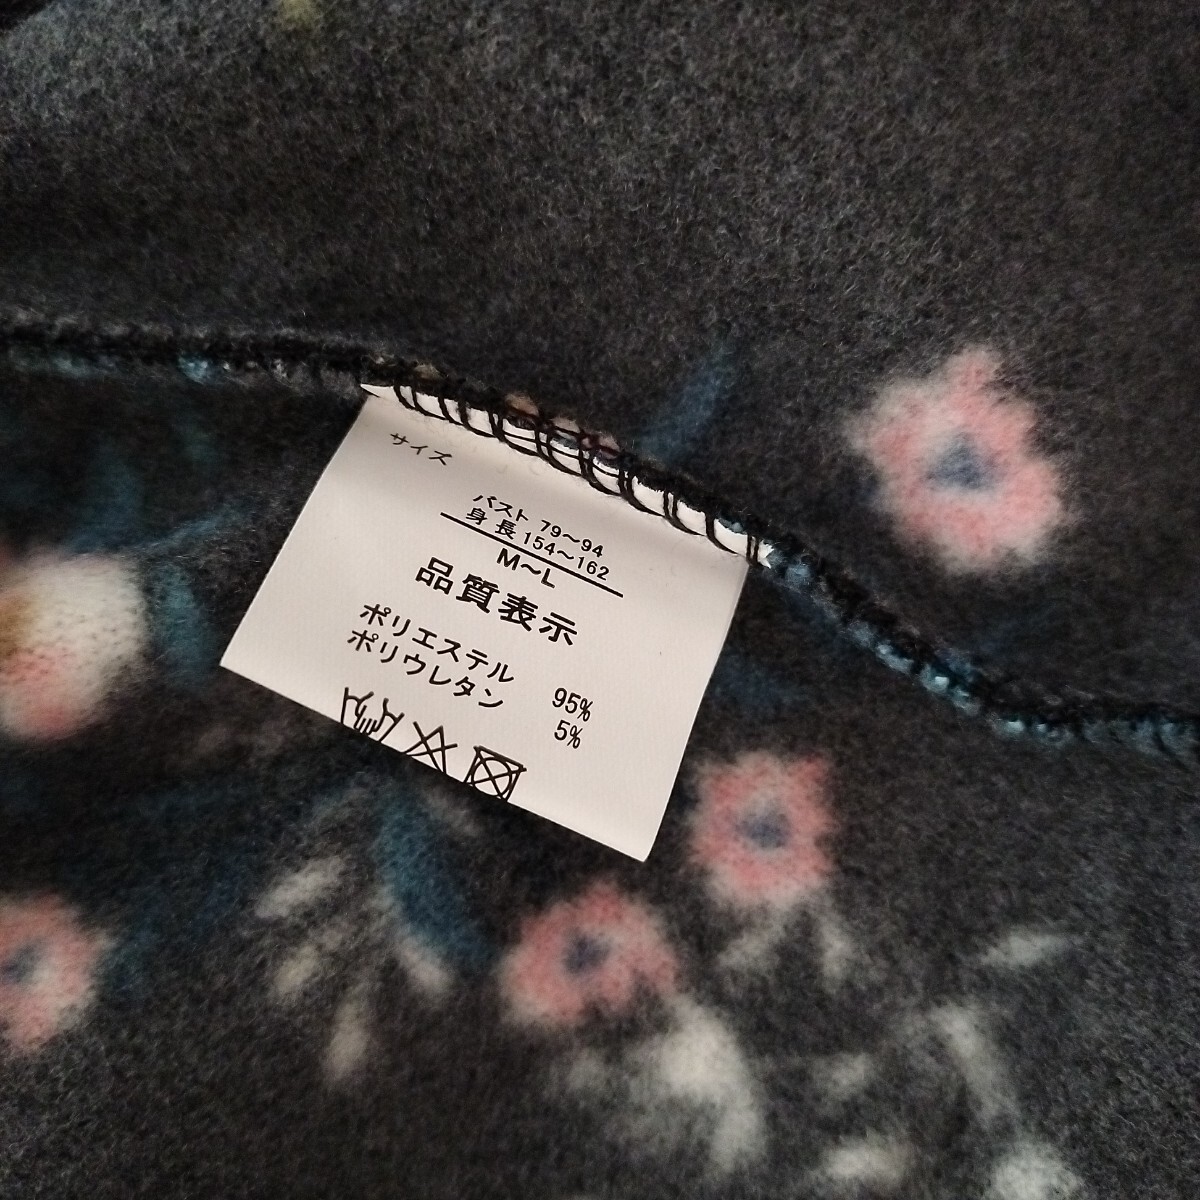 サイズ
バスト 79～94
身長 154～162
M～L
品質表示
ポリエステル 95%
ポリウレタン 5%